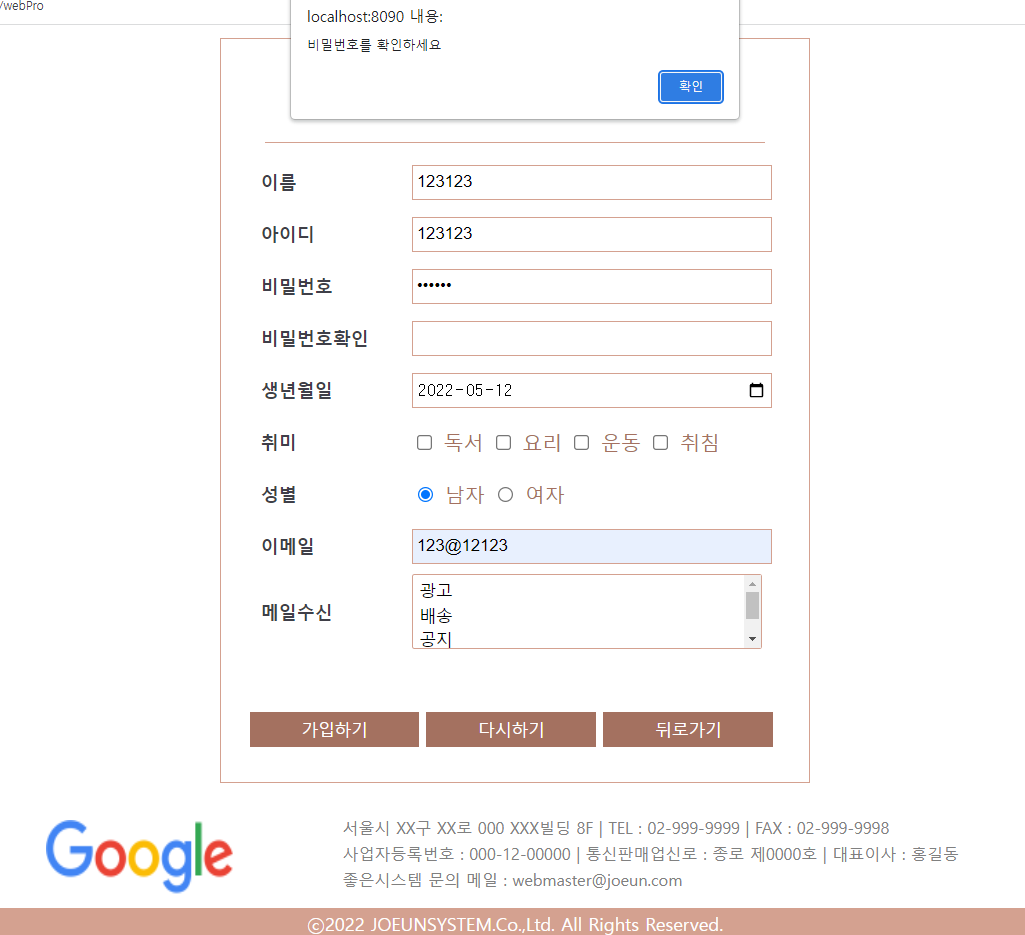 /webPro
localhost:8090 내용:
비밀번호를 확인하세요
확인
이름 123123
아이디 123123
비밀번호 ••••••
비밀번호확인
생년월일 2022-05-12
취미 독서 요리 운동 취침
성별 남자 여자
이메일 123@12123
메일수신
광고
배송
공지
가입하기 다시하기 뒤로가기
Google
서울시 XX구 XX로 000 XXX빌딩 8F | TEL : 02-999-9999 | FAX : 02-999-9998
사업자등록번호 : 000-12-00000 | 통신판매업신로 : 종로 제0000호 | 대표이사 : 홍길동
좋은시스템 문의 메일 : webmaster@joeun.com
ⓒ2022 JOEUNSYSTEM.Co.,Ltd. All Rights Reserved.